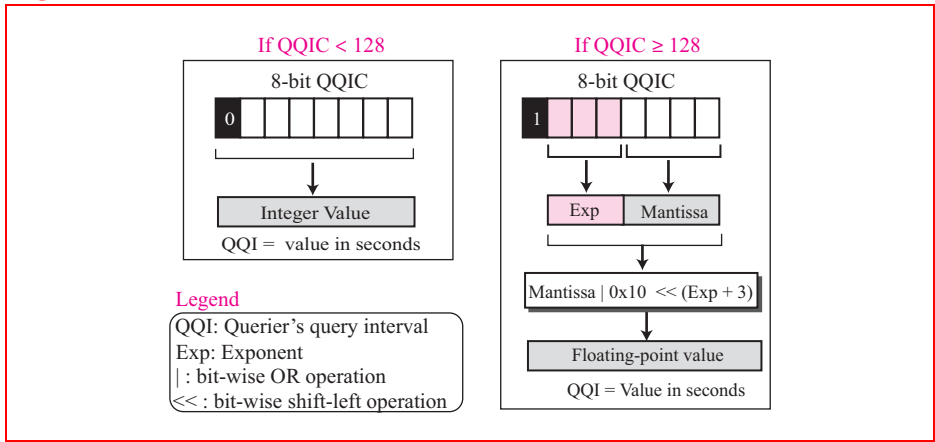 If QQIC < 128
8-bit QQIC
0
Integer Value
QQI = value in seconds
If QQIC ≥ 128
8-bit QQIC
1
Exp Mantissa
Mantissa | 0x10 << (Exp + 3)
Floating-point value
QQI = Value in seconds
Legend
QQI: Querier’s query interval
Exp: Exponent
| : bit-wise OR operation
<< : bit-wise shift-left operation